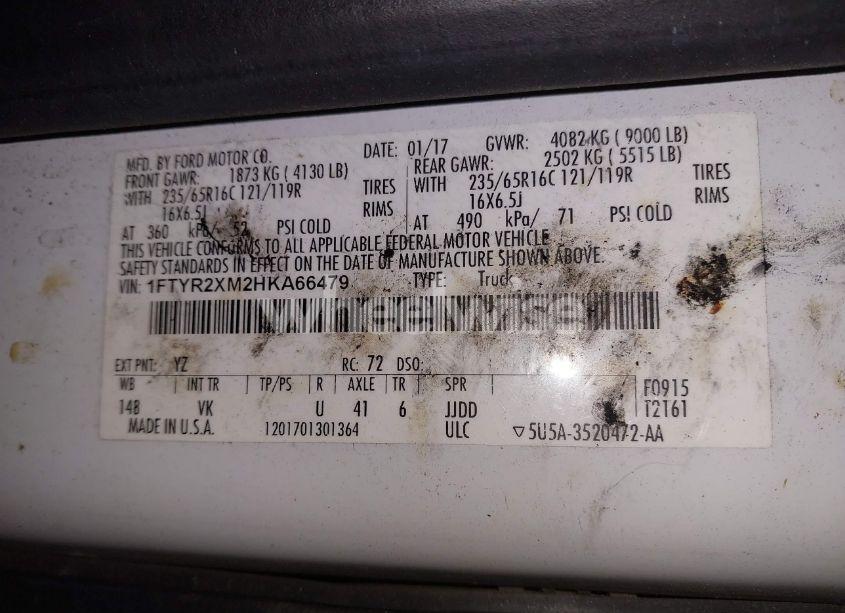 MFD. BY FORD MOTOR CO. DATE: 01/17 GVWR: 4082 KG ( 9000 LB)
FRONT GAWR: 1873 KG ( 4130 LB) REAR GAWR: 2502 KG ( 5515 LB)
WITH 235/65R16C 121/119R TIRES WITH 235/65R16C 121/119R TIRES
16X6.5J RIMS 16X6.5J RIMS
AT 360 kPa/ 52 PSI COLD AT 490 kPa/ 71 PSI COLD
THIS VEHICLE CONFORMS TO ALL APPLICABLE FEDERAL MOTOR VEHICLE
SAFETY STANDARDS IN EFFECT ON THE DATE OF MANUFACTURE SHOWN ABOVE.
VIN: 1FTYR2XM2HKA66479 TYPE: Truck
EXT PNT: YZ RC: 72 DSO:
WB INT TR TP/PS R AXLE TR SPR F0915
148 VK U 41 6 JJDD T2T61
MADE IN U.S.A. 1201701301364 ULC ▽5U5A-3520472-AA